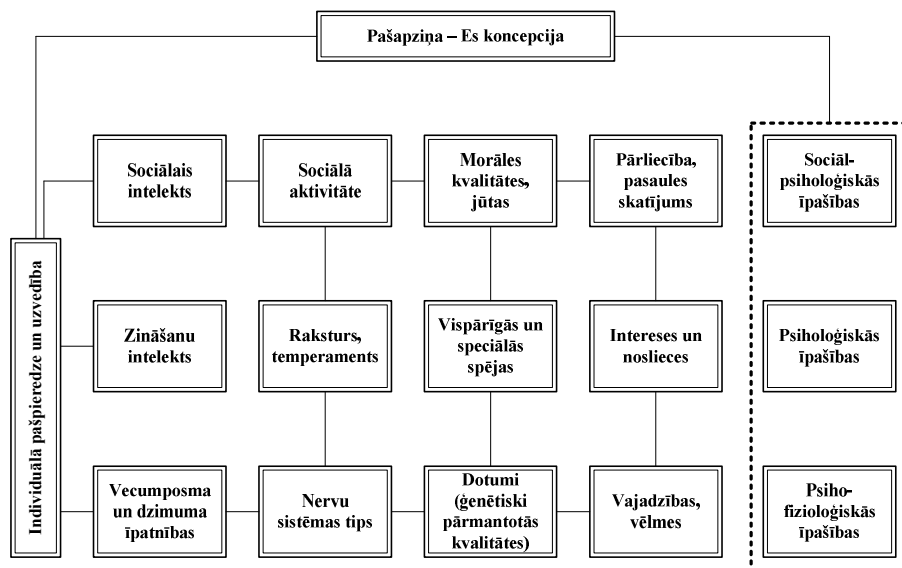 Pašapziņa – Es koncepcija
Sociālais
intelekts
Sociālā
aktivitāte
Morāles
kvalitātes,
jūtas
Pārliecība,
pasaules
skatījums
Sociāl-
psiholoģiskās
īpašības
Individuālā pašpieredze un uzvedība
Zināšanu
intelekts
Raksturs,
temperaments
Vispārīgās un
speciālās
spējas
Intereses un
noslieces
Psiholoģiskās
īpašības
Vecumposma
un dzimuma
īpatnības
Nervu
sistēmas tips
Dotumi
(ģenētiski
pārmantotās
kvalitātes)
Vajadzības,
vēlmes
Psiho-
fizioloģiskās
īpašības